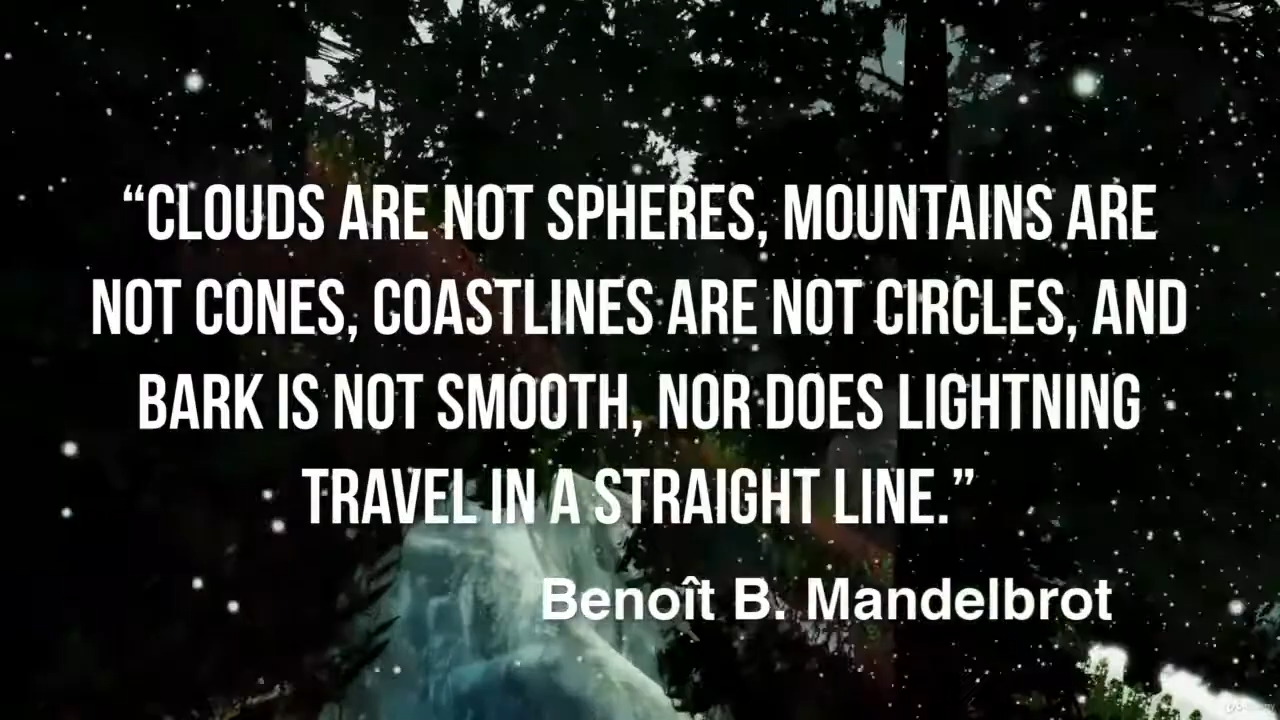 “CLOUDS ARE NOT SPHERES, MOUNTAINS ARE
NOT CONES, COASTLINES ARE NOT CIRCLES, AND
BARK IS NOT SMOOTH, NOR DOES LIGHTNING
TRAVEL IN A STRAIGHT LINE.”
Benoît B. Mandelbrot